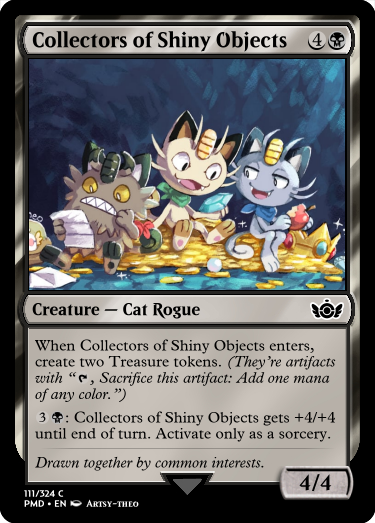 Collectors of Shiny Objects 4
Creature — Cat Rogue
When Collectors of Shiny Objects enters,
create two Treasure tokens. (They're artifacts
with “, Sacrifice this artifact: Add one mana
of any color.”)
3 : Collectors of Shiny Objects gets +4/+4
until end of turn. Activate only as a sorcery.
Drawn together by common interests.
4/4
111/324 C
PMD • EN Artsy-theo